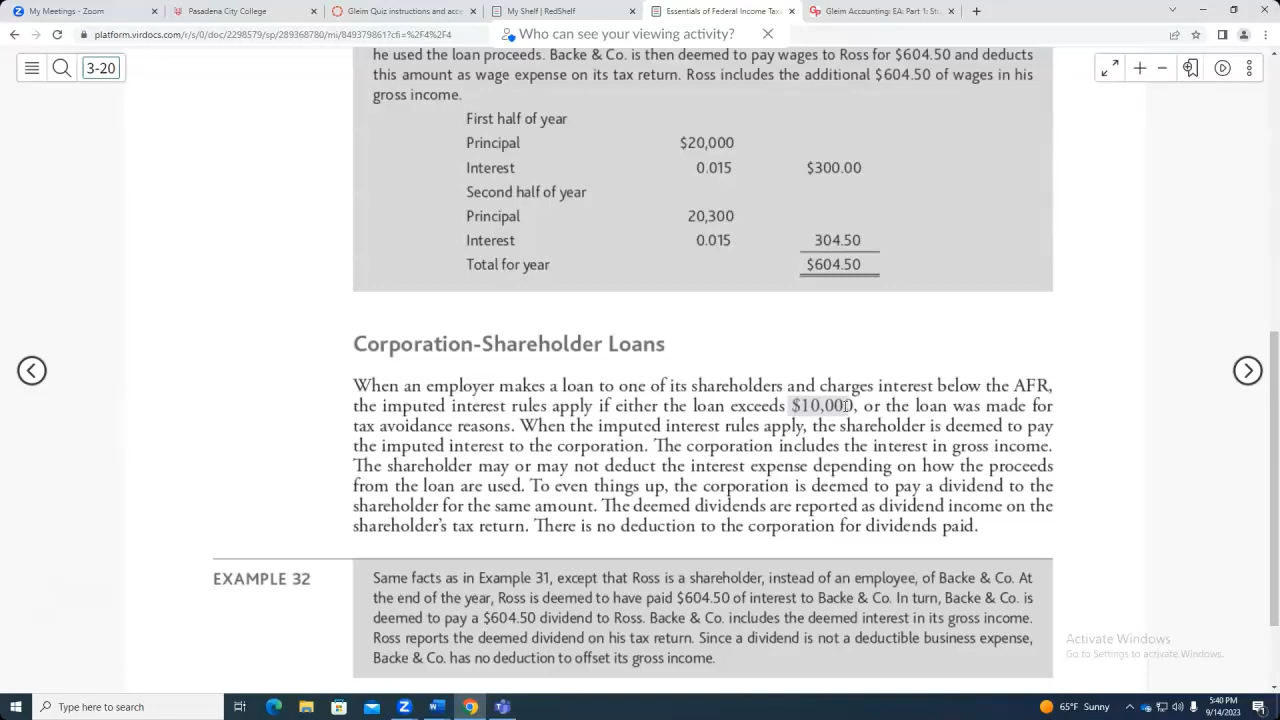 My Meetings - Zoom
Pasadena City College
Gleim Quiz instructions and acce
My Shelf | RedShelf
Essentials of Federal Income Tax
Gleim Accounting: EA: Part 1: Stu
platform.virdocs.com/r/s/0/doc/2298579/sp/289368780/mi/849379861?cfi=%2F4%2F4
Who can see your viewing activity?
3-20
he used the loan proceeds. Backe & Co. is then deemed to pay wages to Ross for $604.50 and deducts
this amount as wage expense on its tax return. Ross includes the additional $604.50 of wages in his
gross income.
First half of year
Principal $20,000
Interest 0.015 $300.00
Second half of year
Principal 20,300
Interest 0.015 304.50
Total for year $604.50
Corporation-Shareholder Loans
When an employer makes a loan to one of its shareholders and charges interest below the AFR,
the imputed interest rules apply if either the loan exceeds $10,000, or the loan was made for
tax avoidance reasons. When the imputed interest rules apply, the shareholder is deemed to pay
the imputed interest to the corporation. The corporation includes the interest in gross income.
The shareholder may or may not deduct the interest expense depending on how the proceeds
from the loan are used. To even things up, the corporation is deemed to pay a dividend to the
shareholder for the same amount. The deemed dividends are reported as dividend income on the
shareholder's tax return. There is no deduction to the corporation for dividends paid.
EXAMPLE 32
Same facts as in Example 31, except that Ross is a shareholder, instead of an employee, of Backe & Co. At
the end of the year, Ross is deemed to have paid $604.50 of interest to Backe & Co. In turn, Backe & Co. is
deemed to pay a $604.50 dividend to Ross. Backe & Co. includes the deemed interest in its gross income.
Ross reports the deemed dividend on his tax return. Since a dividend is not a deductible business expense,
Backe & Co. has no deduction to offset its gross income.
Activate Windows
Go to Settings to activate Windows.
Type here to search
65°F Sunny
5:40 PM
9/14/2023